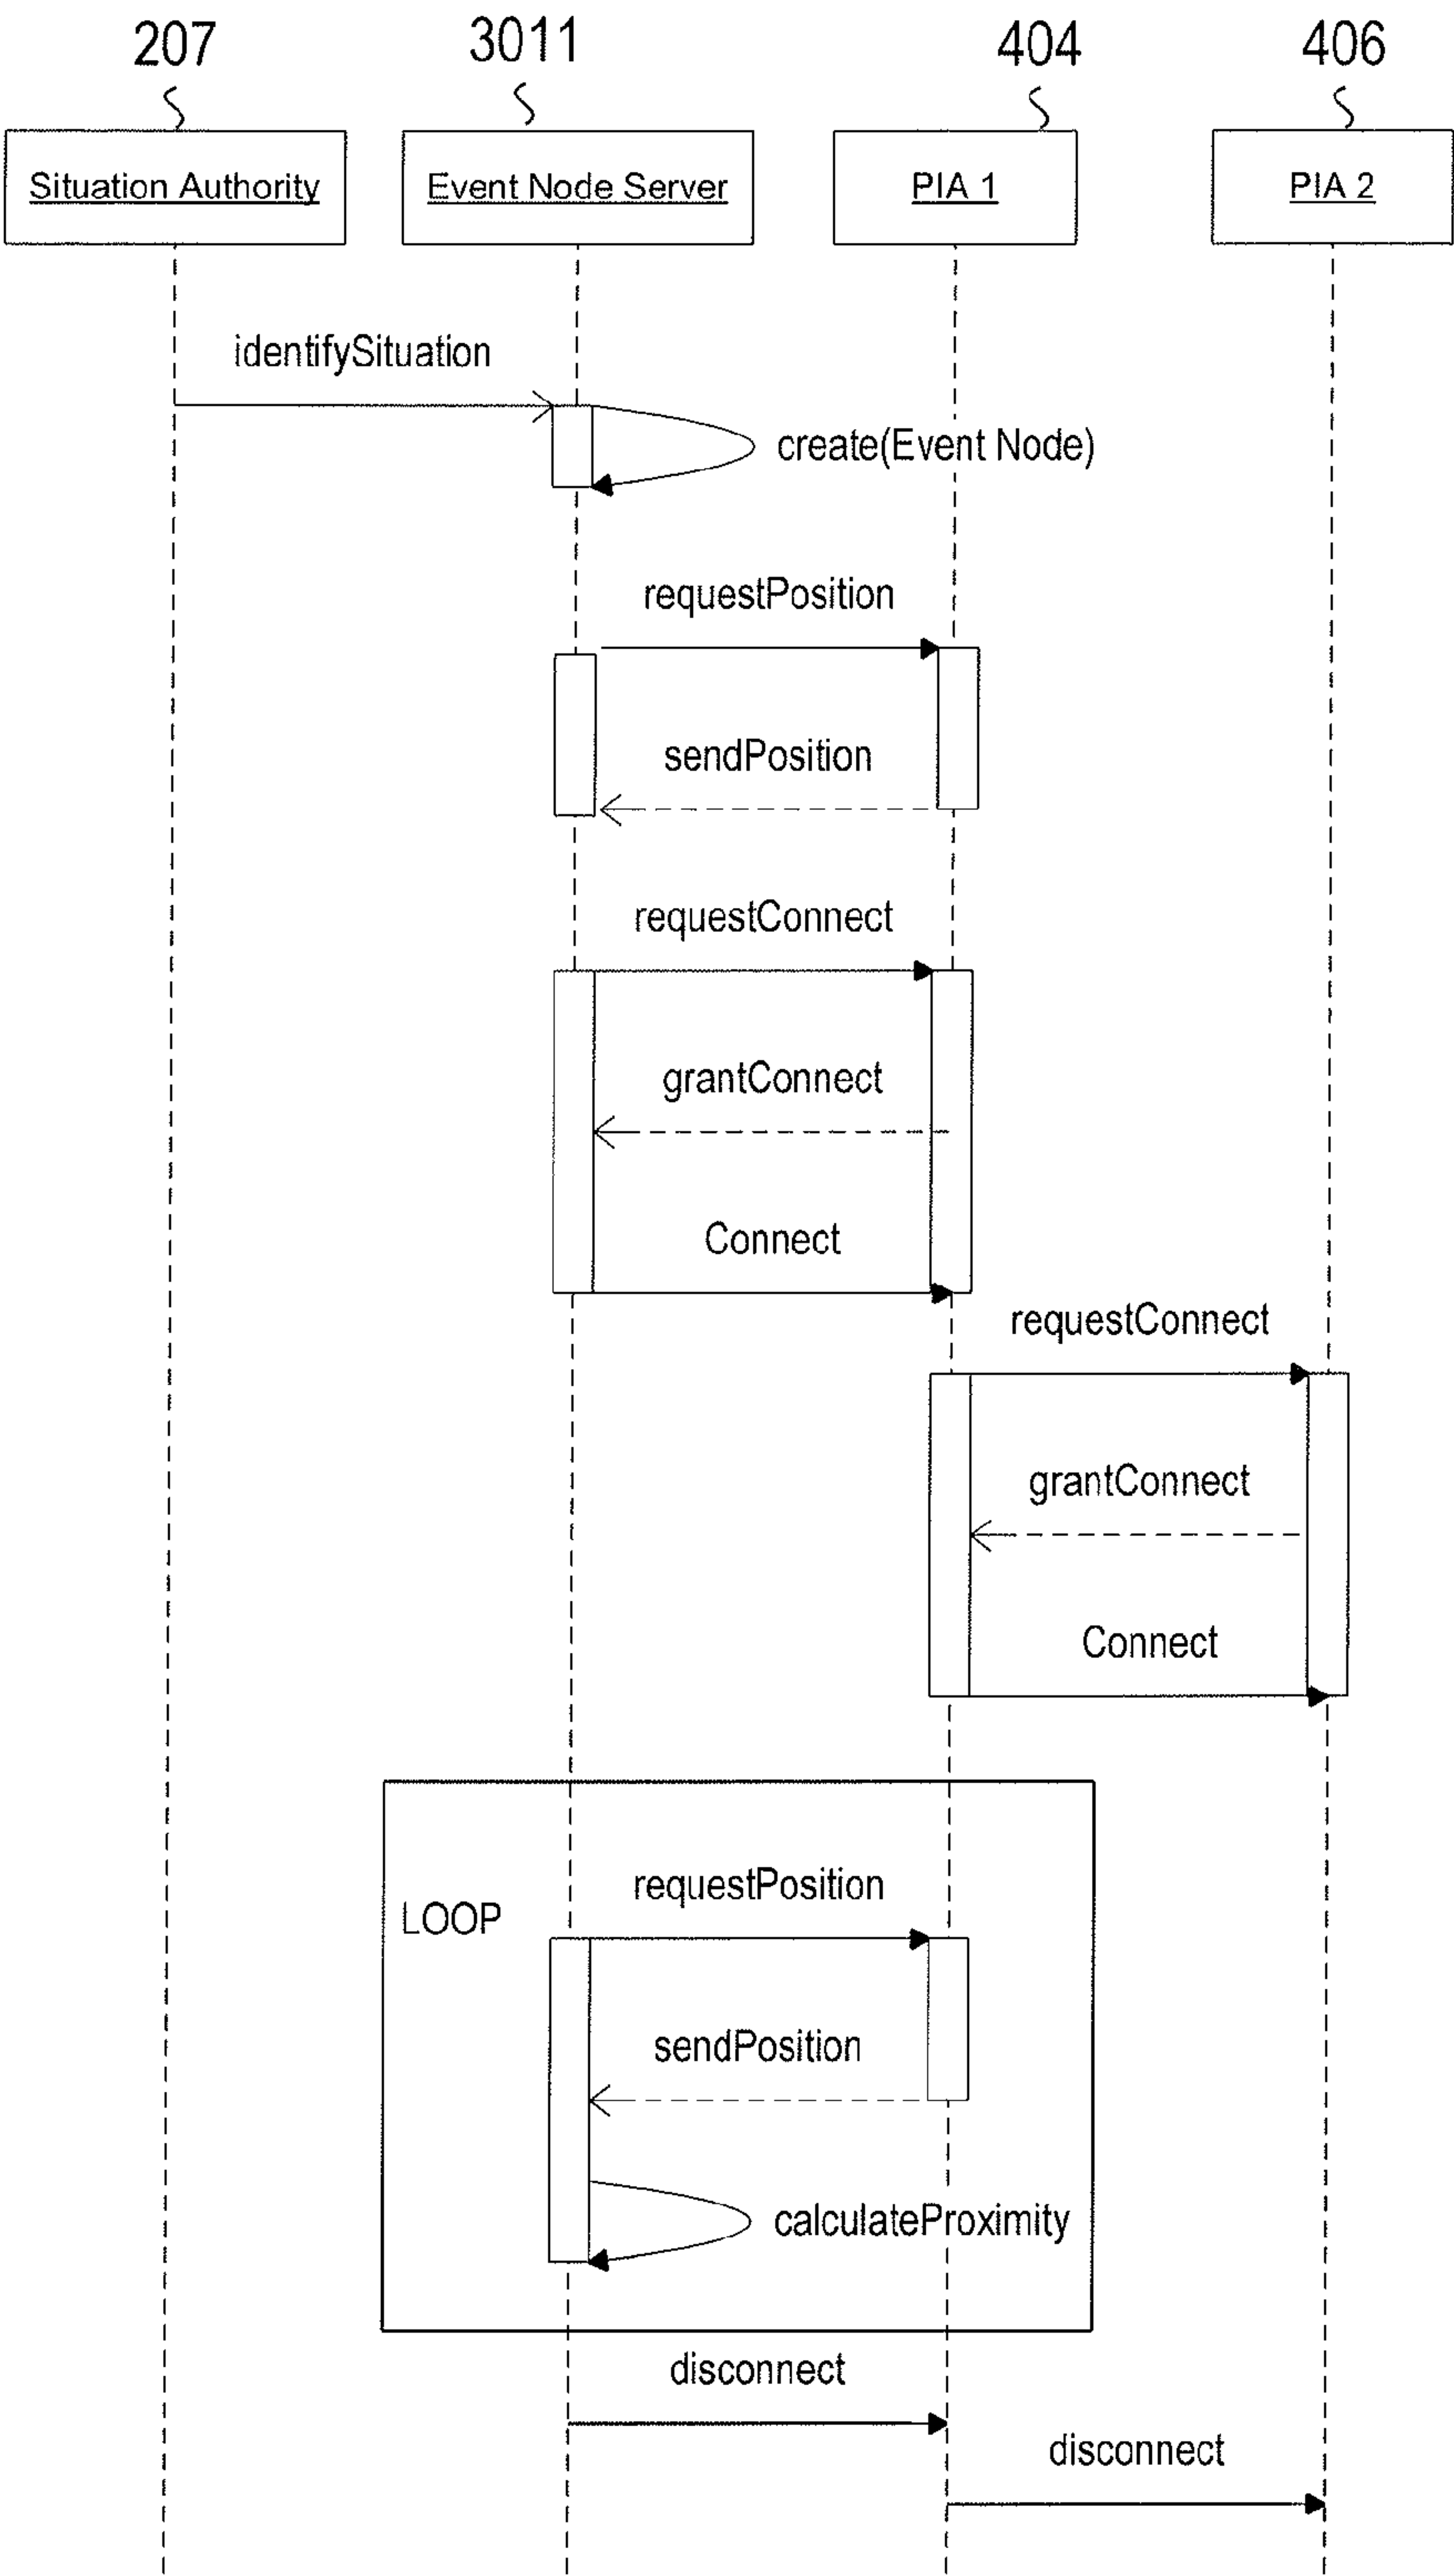 207 3011 404 406
Situation Authority Event Node Server PIA 1 PIA 2
identifySituation
create(Event Node)
requestPosition
sendPosition
requestConnect
grantConnect
Connect
requestConnect
grantConnect
Connect
requestPosition
LOOP
sendPosition
calculateProximity
disconnect
disconnect